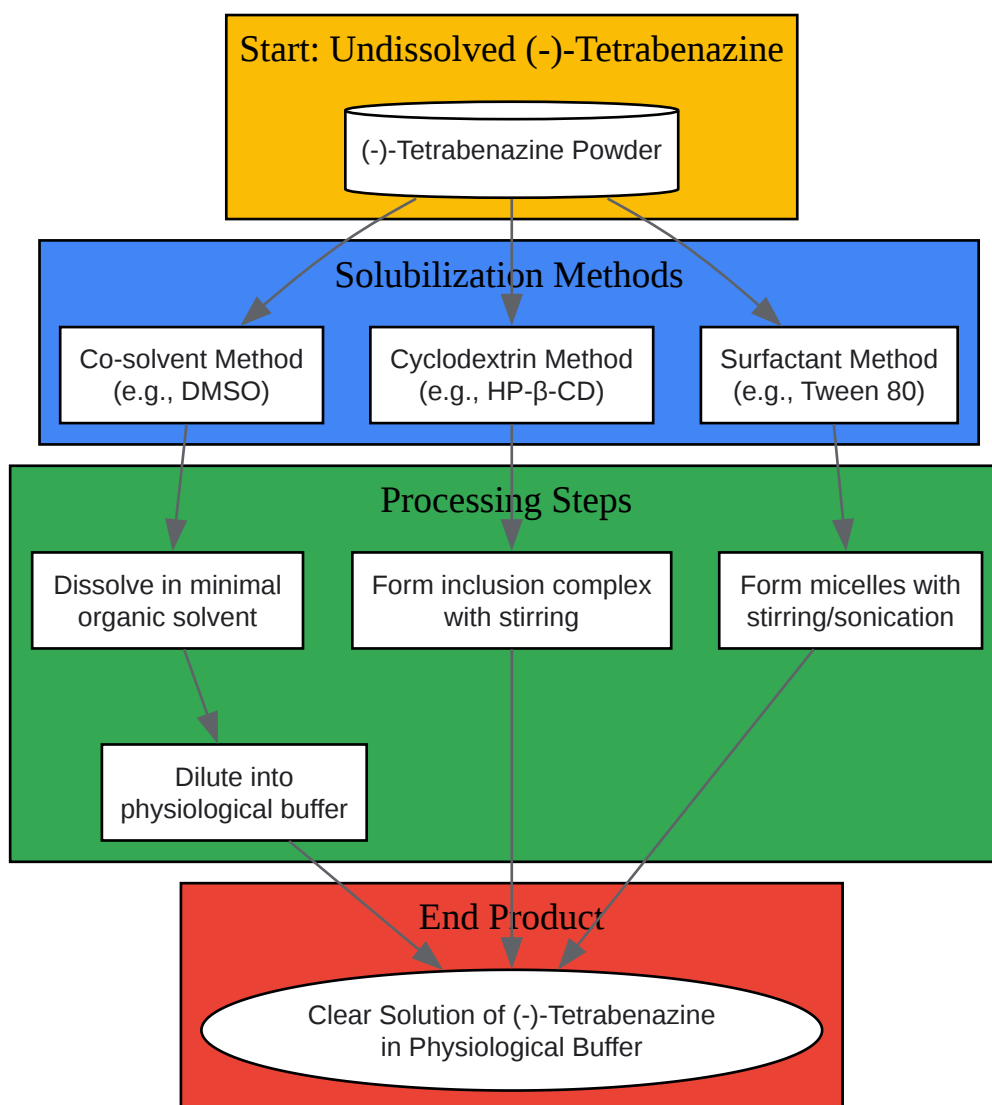 Start: Undissolved (-)-Tetrabenazine
(-)-Tetrabenazine Powder
Solubilization Methods
Co-solvent Method
(e.g., DMSO)
Cyclodextrin Method
(e.g., HP-β-CD)
Surfactant Method
(e.g., Tween 80)
Processing Steps
Dissolve in minimal
organic solvent
Form inclusion complex
with stirring
Form micelles with
stirring/sonication
Dilute into
physiological buffer
End Product
Clear Solution of (-)-Tetrabenazine
in Physiological Buffer